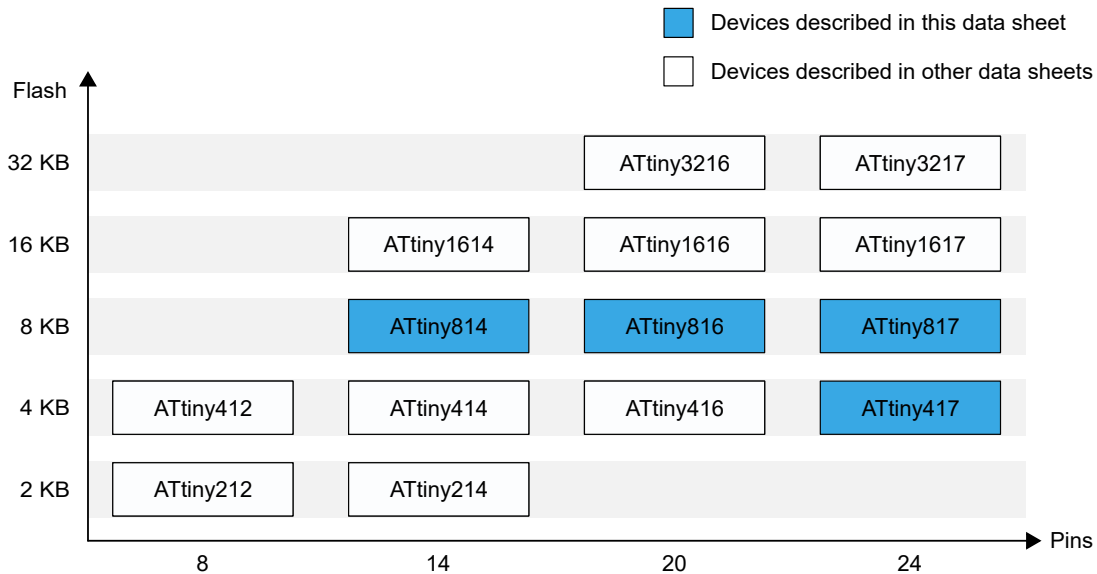 Devices described in this data sheet
Devices described in other data sheets
Flash
32 KB
ATtiny3216
ATtiny3217
16 KB
ATtiny1614
ATtiny1616
ATtiny1617
8 KB
ATtiny814
ATtiny816
ATtiny817
4 KB
ATtiny412
ATtiny414
ATtiny416
ATtiny417
2 KB
ATtiny212
ATtiny214
Pins
8
14
20
24